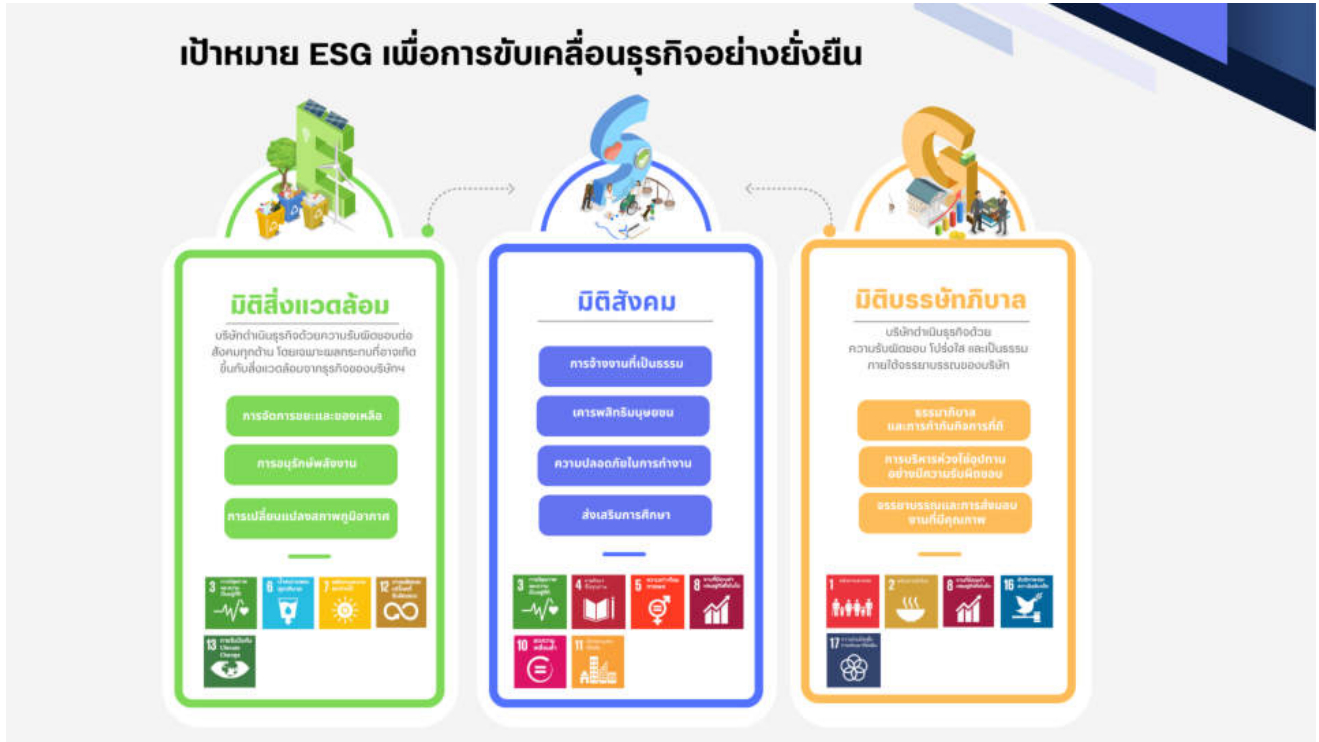 เป้าหมาย ESG เพื่อการขับเคลื่อนธุรกิจอย่างยั่งยืน
มิติสิ่งแวดล้อม
บริษัทดำเนินธุรกิจด้วยความรับผิดชอบต่อ
สังคมทุกด้าน โดยเฉพาะผลกระทบที่อาจเกิด
ขึ้นกับสิ่งแวดล้อมจากธุรกิจของบริษัทฯ
การจัดการขยะและของเหลือ
การอนุรักษ์พลังงาน
การเปลี่ยนแปลงสภาพภูมิอากาศ
3
6
7
12
13
Climate
Change
มิติสังคม
การจ้างงานที่เป็นธรรม
เคารพสิทธิมนุษยชน
ความปลอดภัยในการทำงาน
ส่งเสริมการศึกษา
3
4
5
8
10
11
มิติบรรษัทภิบาล
บริษัทดำเนินธุรกิจด้วย
ความรับผิดชอบ โปร่งใส และเป็นธรรม
ภายใต้จรรยาบรรณของบริษัท
ธรรมาภิบาล
และการกำกับกิจการที่ดี
การบริหารห่วงโซ่อุปทาน
อย่างมีความรับผิดชอบ
จรรยาบรรณและการส่งมอบ
งานที่มีคุณภาพ
1
2
8
16
17